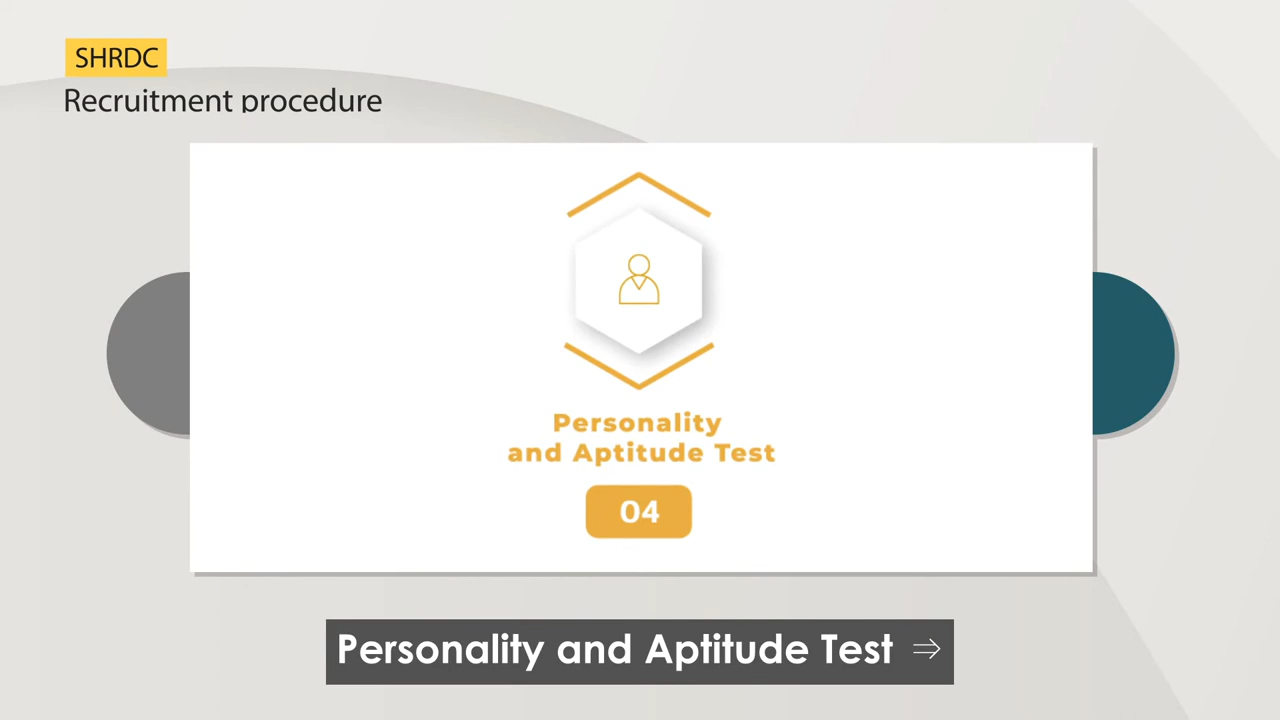 SHRDC
Recruitment procedure
Personality
and Aptitude Test
04
Personality and Aptitude Test ⇒